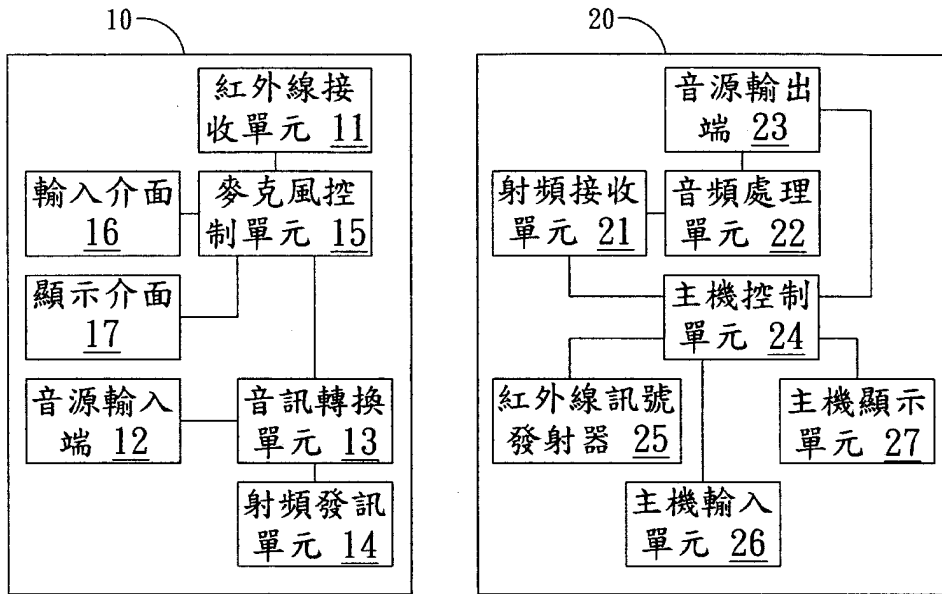 10
紅外線接
收單元 11
輸入介面
16
麥克風控
制單元 15
顯示介面
17
音源輸入
端 12
音訊轉換
單元 13
射頻發訊
單元 14
20
音源輸出
端 23
射頻接收
單元 21
音頻處理
單元 22
主機控制
單元 24
紅外線訊號
發射器 25
主機顯示
單元 27
主機輸入
單元 26